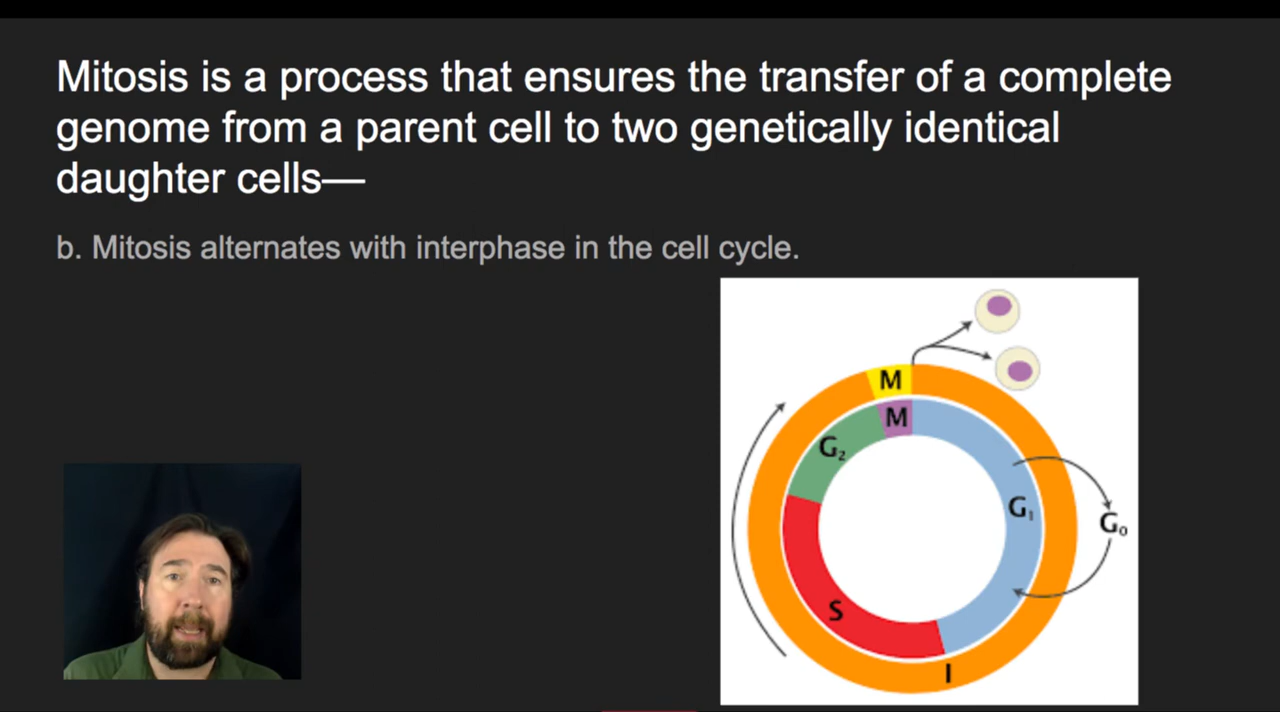 Mitosis is a process that ensures the transfer of a complete
genome from a parent cell to two genetically identical
daughter cells—
b. Mitosis alternates with interphase in the cell cycle.
M
M
G₂
G₁
G₀
S
I